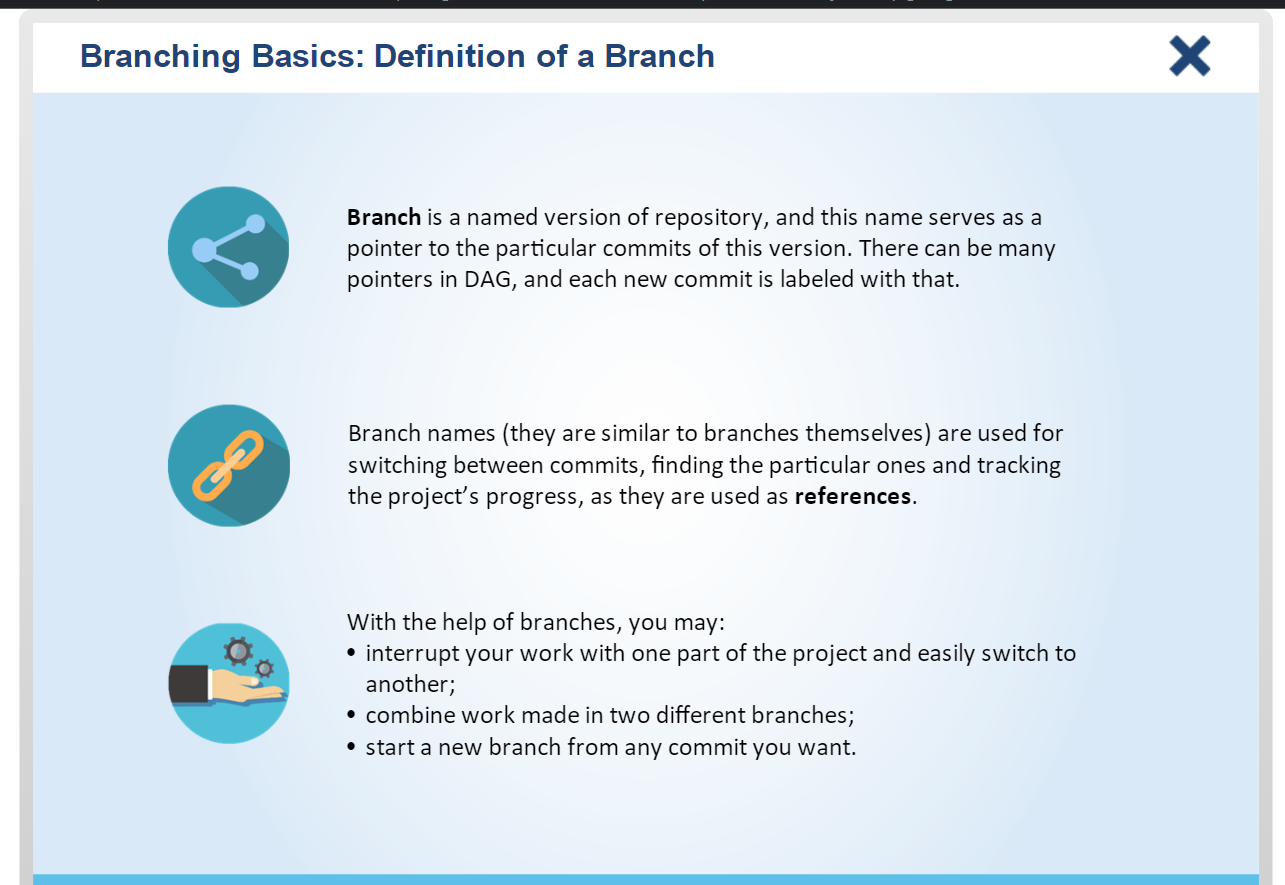 Branching Basics: Definition of a Branch
Branch is a named version of repository, and this name serves as a
pointer to the particular commits of this version. There can be many
pointers in DAG, and each new commit is labeled with that.
Branch names (they are similar to branches themselves) are used for
switching between commits, finding the particular ones and tracking
the project’s progress, as they are used as references.
With the help of branches, you may:
• interrupt your work with one part of the project and easily switch to
another;
• combine work made in two different branches;
• start a new branch from any commit you want.